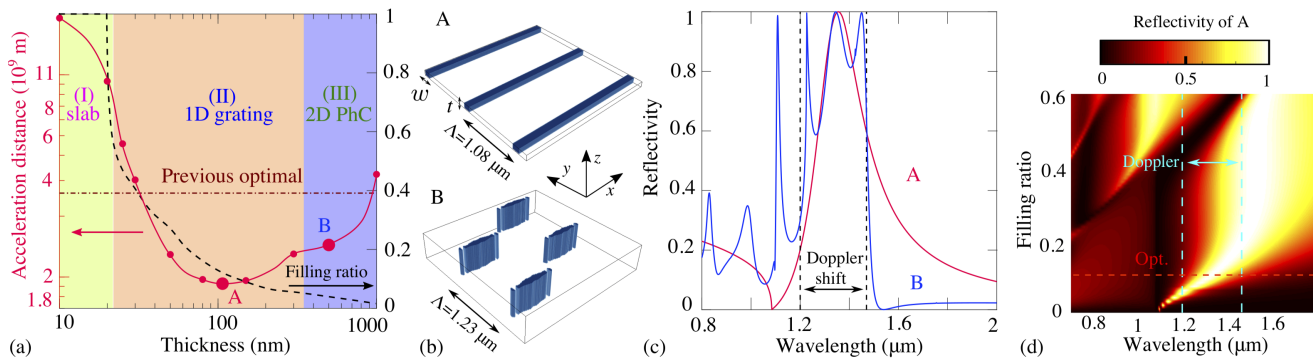 Acceleration distance (10⁹ m)
11
8
6
4
2
1.8
(I)
slab
(II)
1D grating
(III)
2D PhC
Previous optimal
A
B
Filling ratio
1
0.8
0.6
0.4
0.2
0
10
100
1000
Thickness (nm)
(a)
A
w
t
Λ=1.08 μm
z
y
x
B
Λ=1.23 μm
(b)
Reflectivity
1
0.8
0.6
0.4
0.2
0
A
B
Doppler
shift
0.8
1.2
1.6
2
Wavelength (μm)
(c)
Reflectivity of A
0
0.5
1
Filling ratio
0.6
0.4
0.2
0
Doppler
Opt.
0.8
1
1.2
1.4
1.6
Wavelength (μm)
(d)